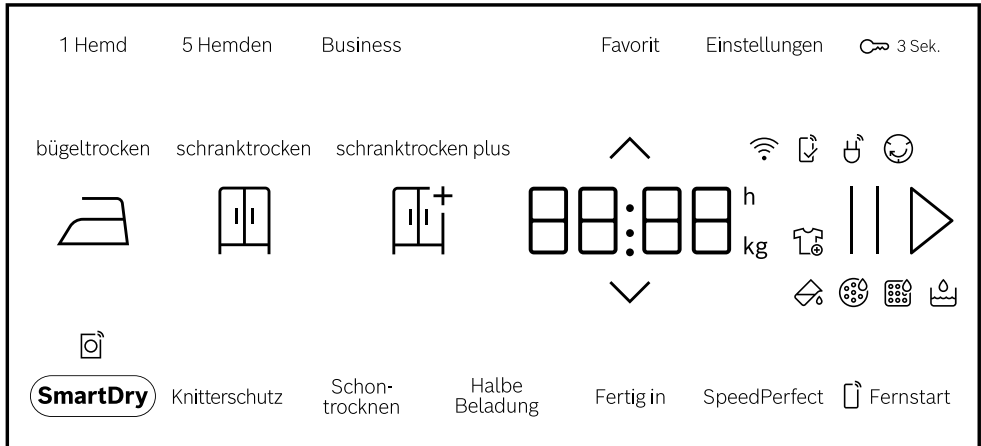 1 Hemd 5 Hemden Business Favorit Einstellungen 3 Sek.
bügeltrocken schranktrocken schranktrocken plus
88:88 h
kg
SmartDry Knitterschutz Schon-
trocknen Halbe
Beladung Fertig in SpeedPerfect Fernstart